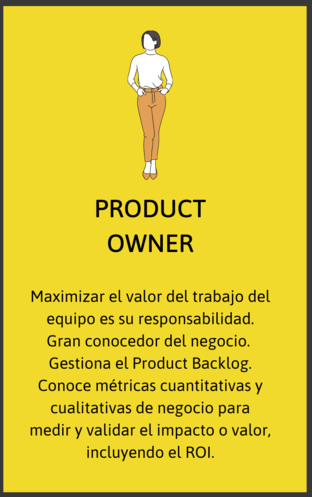 PRODUCT
OWNER
Maximizar el valor del trabajo del
equipo es su responsabilidad.
Gran conocedor del negocio.
Gestiona el Product Backlog.
Conoce métricas cuantitativas y
cualitativas de negocio para
medir y validar el impacto o valor,
incluyendo el ROI.